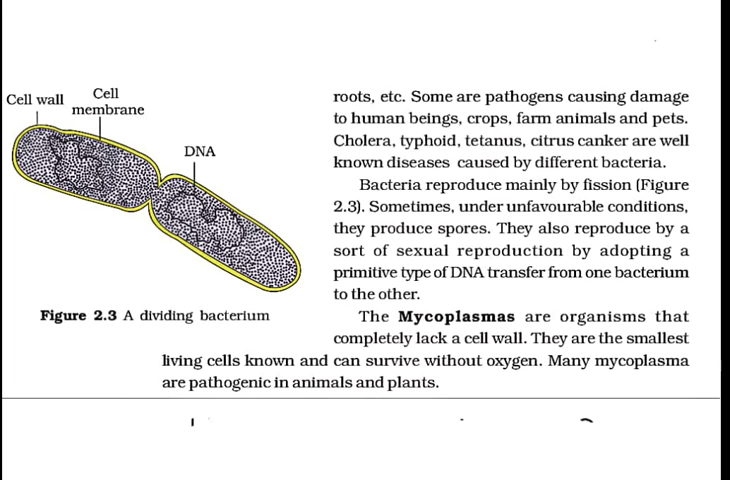 Cell wall
Cell
membrane
DNA
Figure 2.3 A dividing bacterium
roots, etc. Some are pathogens causing damage
to human beings, crops, farm animals and pets.
Cholera, typhoid, tetanus, citrus canker are well
known diseases caused by different bacteria.
Bacteria reproduce mainly by fission (Figure
2.3). Sometimes, under unfavourable conditions,
they produce spores. They also reproduce by a
sort of sexual reproduction by adopting a
primitive type of DNA transfer from one bacterium
to the other.
The Mycoplasmas are organisms that
completely lack a cell wall. They are the smallest
living cells known and can survive without oxygen. Many mycoplasma
are pathogenic in animals and plants.